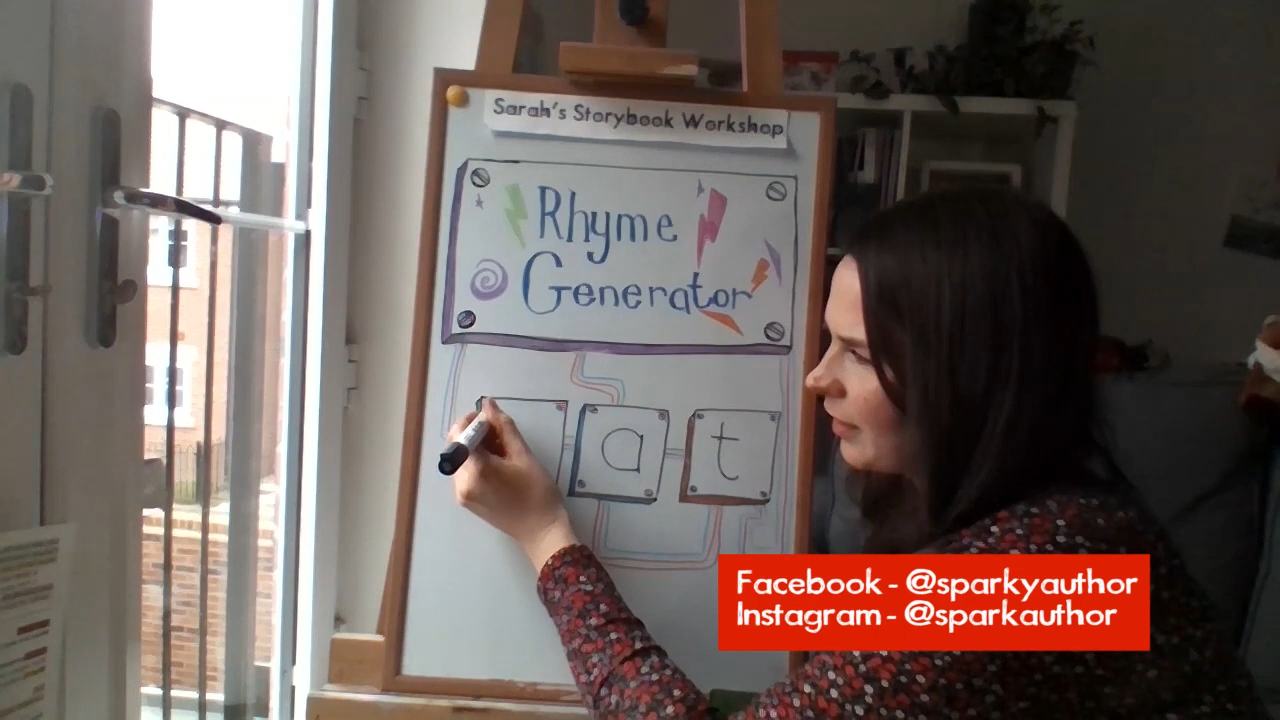 Sarah's Storybook Workshop
Rhyme
Generator
a t
Facebook - @sparkyauthor
Instagram - @sparkauthor